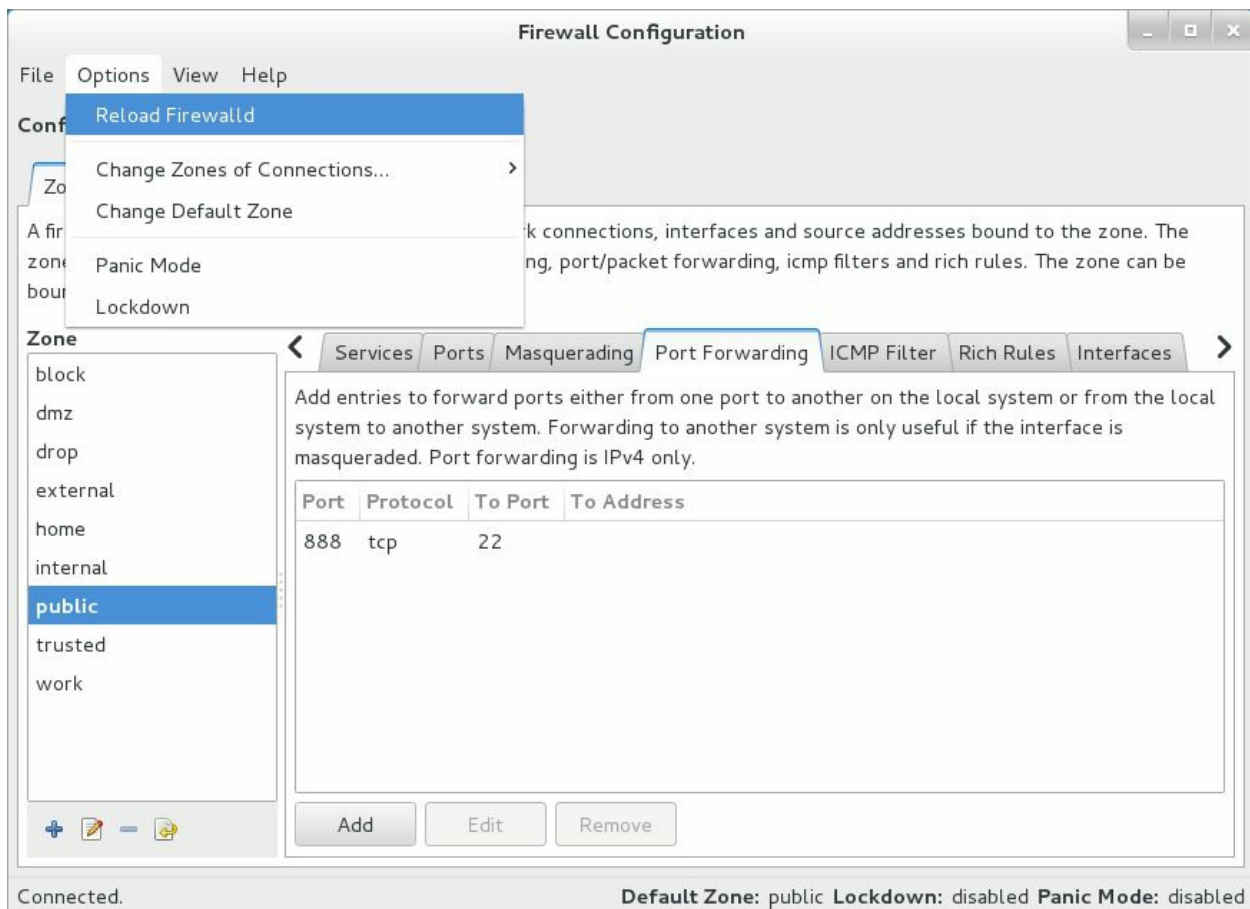 Firewall Configuration
File Options View Help
Reload Firewalld
Conf
Change Zones of Connections...
Zo
Change Default Zone
A fir k connections, interfaces and source addresses bound to the zone. The
zone ng, port/packet forwarding, icmp filters and rich rules. The zone can be
Panic Mode
bour
Lockdown
Zone
Services Ports Masquerading Port Forwarding ICMP Filter Rich Rules Interfaces
block
dmz
drop
external
home
internal
public
trusted
work
Add entries to forward ports either from one port to another on the local system or from the local
system to another system. Forwarding to another system is only useful if the interface is
masqueraded. Port forwarding is IPv4 only.
Port Protocol To Port To Address
888 tcp 22
Add Edit Remove
Connected. Default Zone: public Lockdown: disabled Panic Mode: disabled